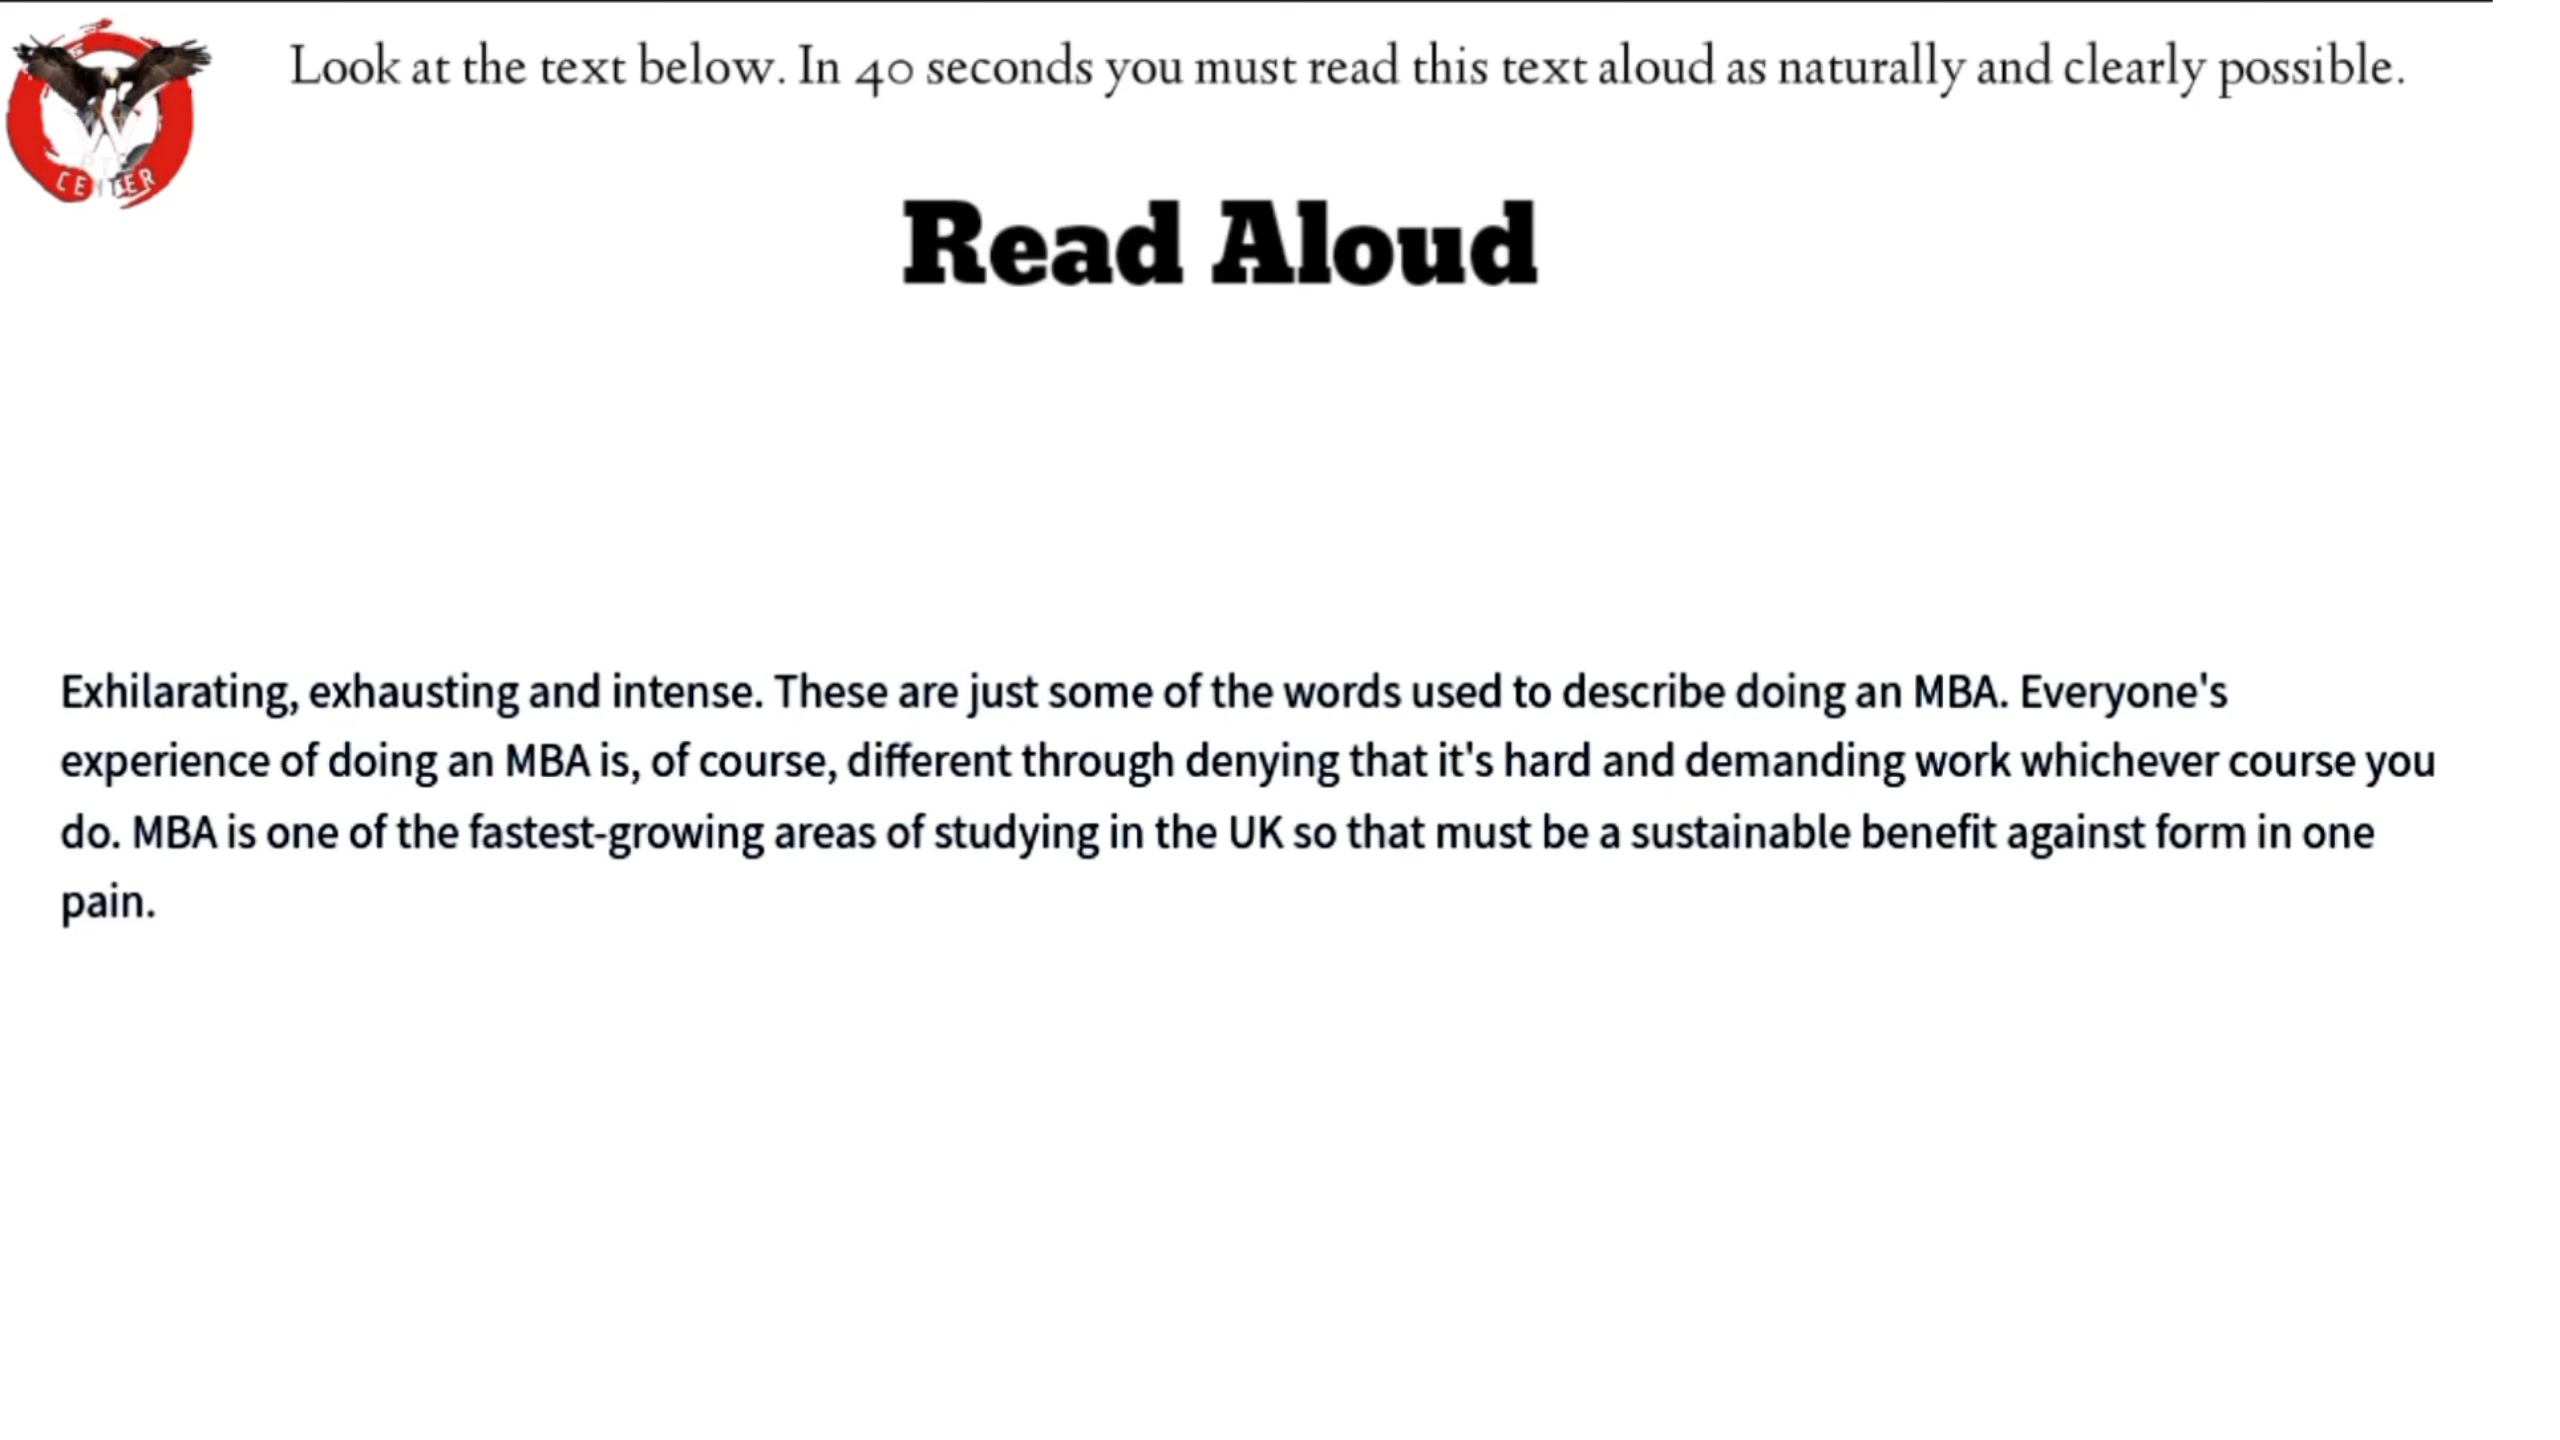 Look at the text below. In 40 seconds you must read this text aloud as naturally and clearly possible.
CENTER
Read Aloud
Exhilarating, exhausting and intense. These are just some of the words used to describe doing an MBA. Everyone's
experience of doing an MBA is, of course, different through denying that it's hard and demanding work whichever course you
do. MBA is one of the fastest-growing areas of studying in the UK so that must be a sustainable benefit against form in one
pain.